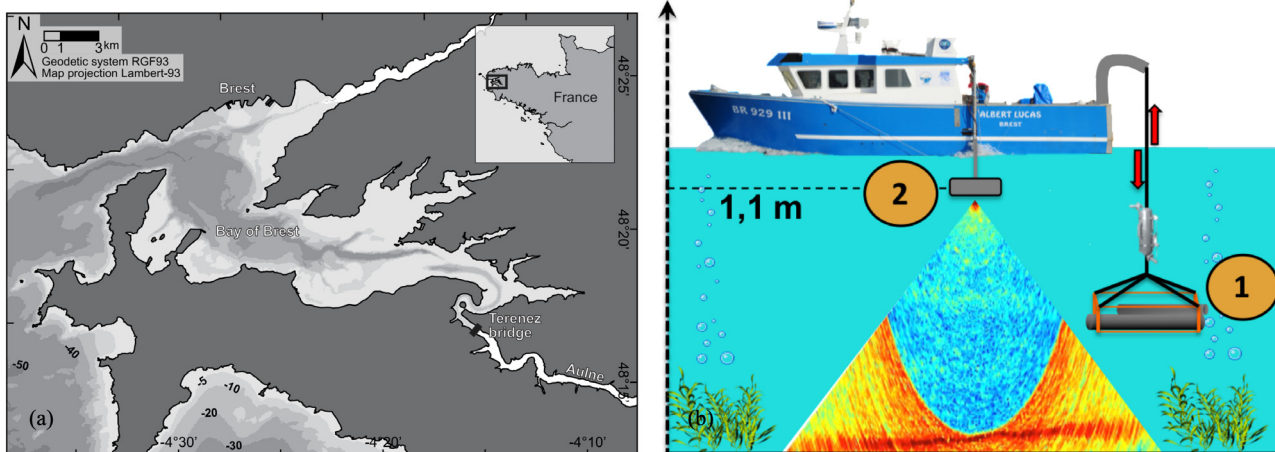 N
0 1 3 km
Geodetic system RGF93
Map projection Lambert-93
Brest
France
48°25'
Bay of Brest
48°20'
Terenez
bridge
Aulne
48°15'
-50
-40
-5
-10
-20
-30
(a)
-4°30'
-4°20'
-4°10'
BR 929 III
ALBERT LUCAS
BREST
2
1,1 m
1
(b)